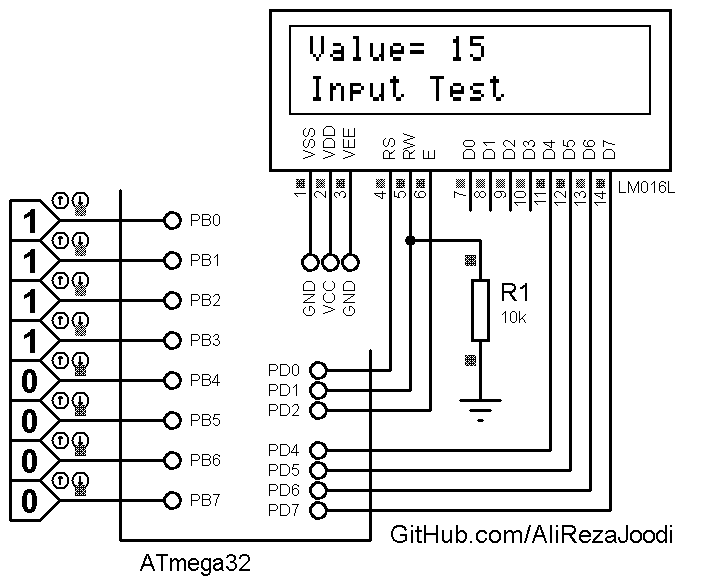 Value= 15
Input Test
VSS
VDD
VEE
RS
RW
E
D0
D1
D2
D3
D4
D5
D6
D7
1
2
3
4
5
6
7
8
9
10
11
12
13
14
LM016L
1 PB0
1 PB1
1 PB2
1 PB3
0 PB4
0 PB5
0 PB6
0 PB7
GND
VCC
GND
R1
10k
PD0
PD1
PD2
PD4
PD5
PD6
PD7
GitHub.com/AliRezaJoodi
ATmega32